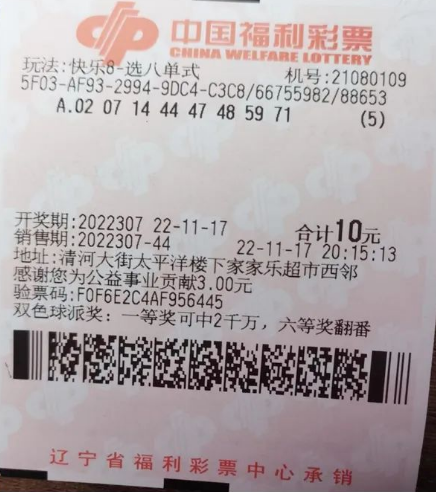 中国福利彩票
CHINA WELFARE LOTTERY
玩法:快乐8-选八单式 机号:21080109
5F03-AF93-2994-9DC4-C3C8/66755982/88653
A.02 07 14 44 47 48 59 71 (5)
开奖期:2022307 22-11-17 合计10元
销售期:2022307-44 22-11-17 20:15:13
地址:清河大街太平洋楼下家家乐超市西邻
感谢您为公益事业贡献3.00元
验票码:F0F6E2C4AF956445
双色球派奖:一等奖可中2千万,六等奖翻番
辽宁省福利彩票中心承销